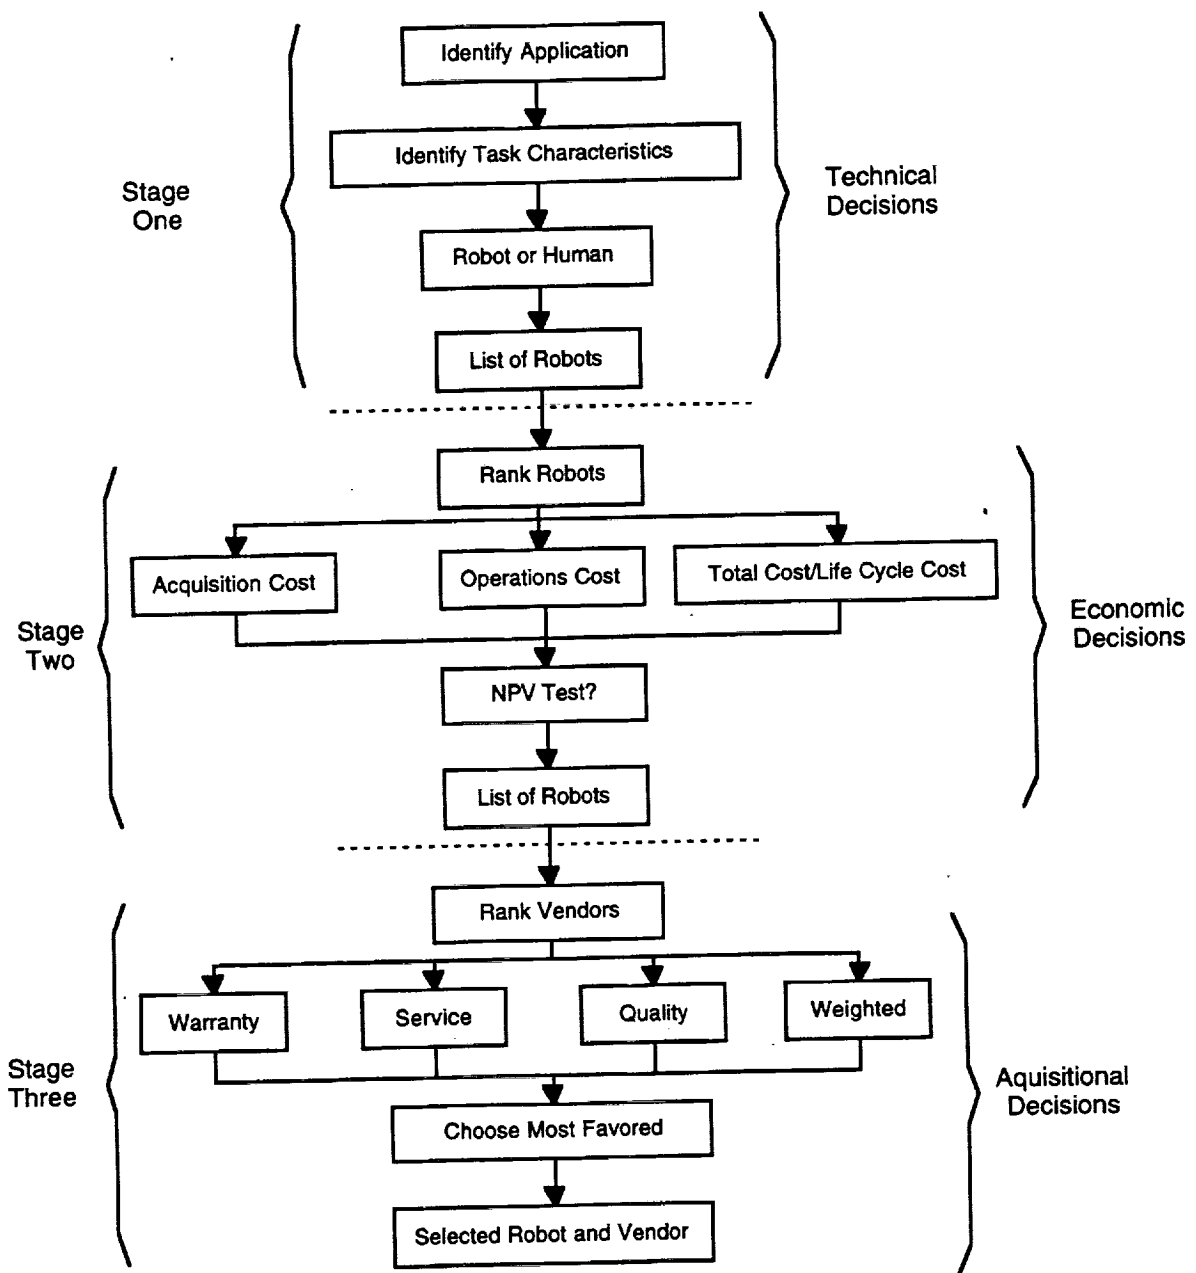 Identify Application
Identify Task Characteristics
Stage
One
Technical
Decisions
Robot or Human
List of Robots
Rank Robots
Acquisition Cost
Operations Cost
Total Cost/Life Cycle Cost
Stage
Two
Economic
Decisions
NPV Test?
List of Robots
Rank Vendors
Warranty
Service
Quality
Weighted
Stage
Three
Aquisitional
Decisions
Choose Most Favored
Selected Robot and Vendor